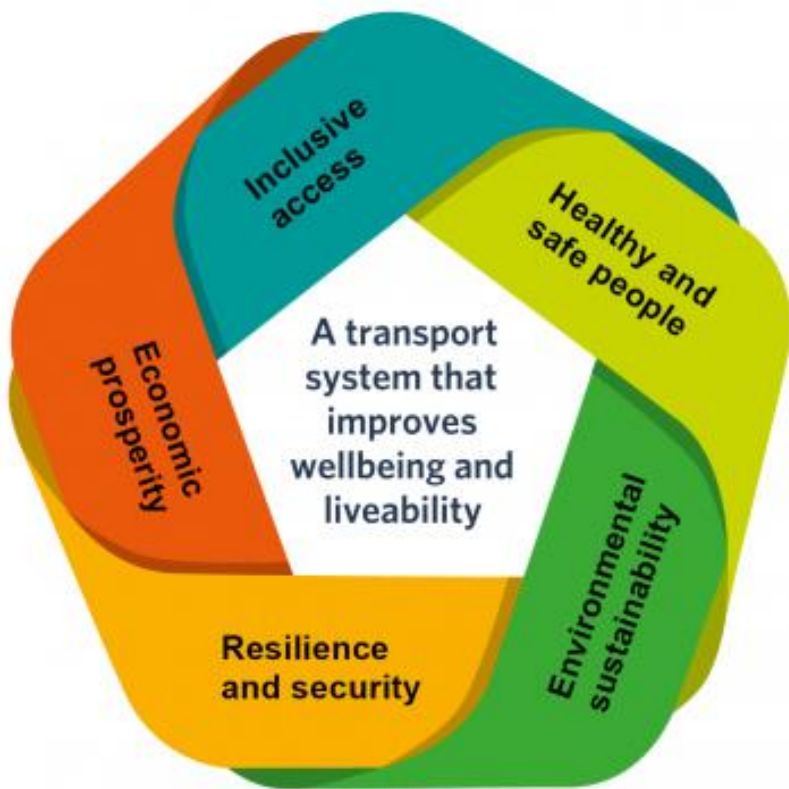 Inclusive
access
Healthy and
safe people
A transport
system that
improves
wellbeing and
liveability
Economic
prosperity
Environmental
sustainability
Resilience
and security